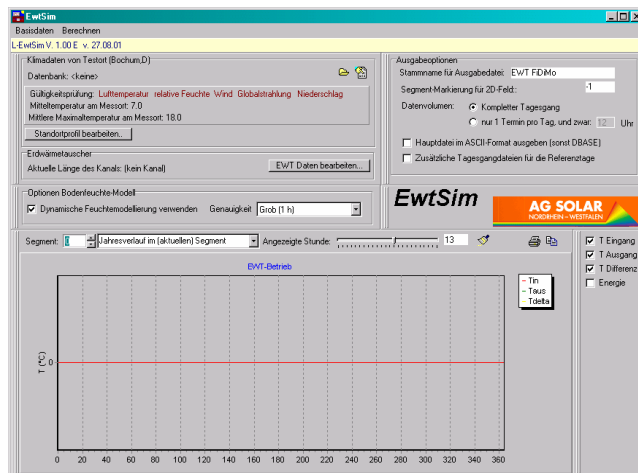 EwtSim
Basisdaten Berechnen
L-EwtSim V. 1.00 E v. 27.08.01
Klimadaten von Testort (Bochum,D)
Datenbank: <keine>
Gültigkeitsprüfung: Lufttemperatur relative Feuchte Wind Globalstrahlung Niederschlag
Mitteltemperatur am Messort: 7.0
Mittlere Maximaltemperatur am Messort: 18.0
Standortprofil bearbeiten..
Erdwärmetauscher
Aktuelle Länge des Kanals: (kein Kanal)
EWT Daten bearbeiten...
Optionen Bodenfeuchte-Modell
Dynamische Feuchtemodellierung verwenden Genauigkeit Grob (1 h)
Ausgabeoptionen
Stammname für Ausgabedatei: EWT FiDiMo
Segment-Markierung für 2D-Feld: -1
Datenvolumen: Kompletter Tagesgang
nur 1 Termin pro Tag, und zwar: 12 Uhr
Hauptdatei im ASCII-Format ausgeben (sonst DBASE)
Zusätzliche Tagesgangdateien für die Referenztage
EwtSim
AG SOLAR
NORDRHEIN - WESTFALEN
Segment: 0 Jahresverlauf im (aktuellen) Segment Angezeigte Stunde: 13
T Eingang
T Ausgang
T Differenz
Energie
EWT-Betrieb
Tin
Taus
Tdelta
T (°C)
0
0 20 40 60 80 100 120 140 160 180 200 220 240 260 280 300 320 340 360